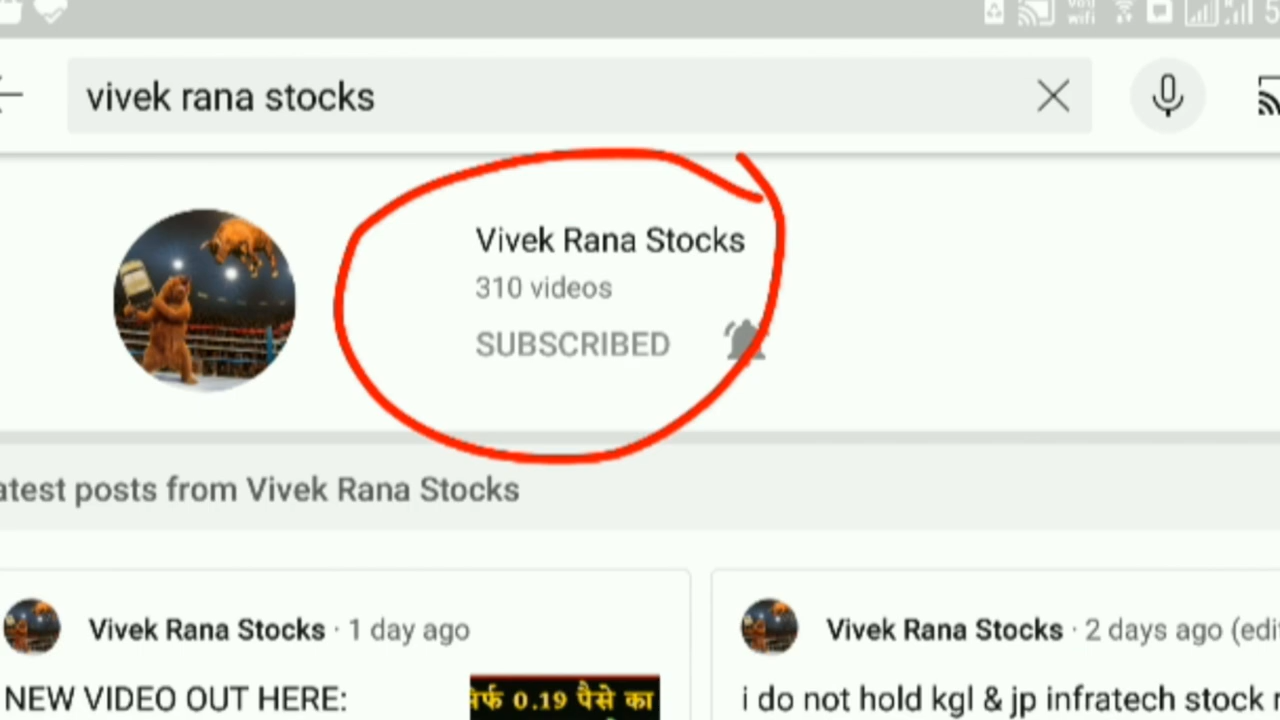 vivek rana stocks
Vivek Rana Stocks
310 videos
SUBSCRIBED
atest posts from Vivek Rana Stocks
Vivek Rana Stocks · 1 day ago
Vivek Rana Stocks · 2 days ago (edi
NEW VIDEO OUT HERE:
0.19 पैसे का
i do not hold kgl & jp infratech stock